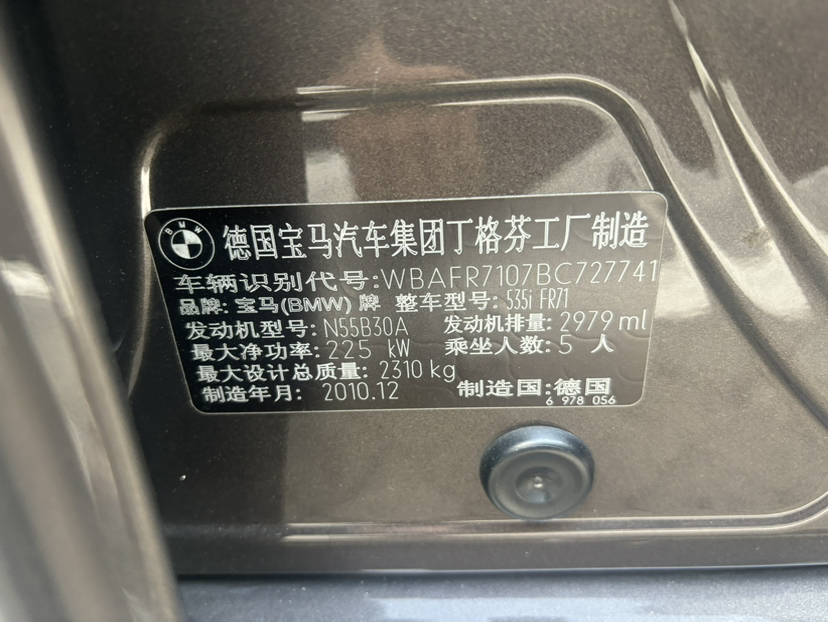 BMW
德国宝马汽车集团丁格芬工厂制造
车辆识别代号:WBAFR7107BC727741
品牌: 宝马(BMW) 牌 整车型号: 535i FR71
发动机型号: N55B30A 发动机排量: 2979 ml
最大净功率: 225 kW 乘坐人数: 5 人
最大设计总质量: 2310 kg
制造年月: 2010.12 制造国:德国
6 978 056